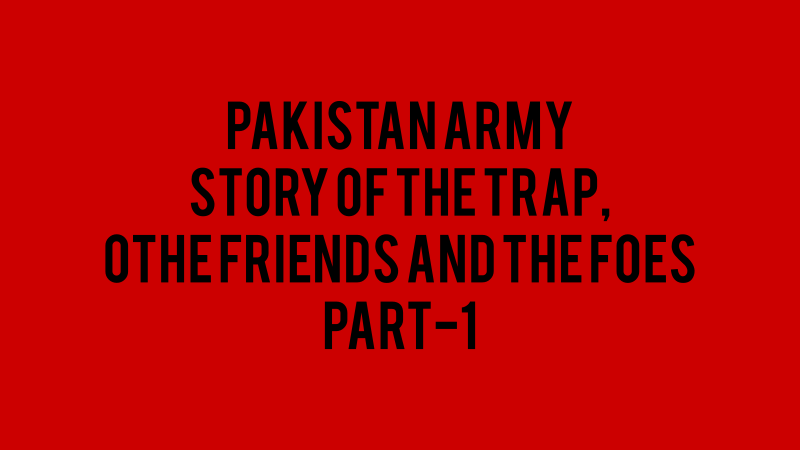 PAKISTAN ARMY
STORY OF THE TRAP,
OTHE FRIENDS AND THE FOES
PART-1